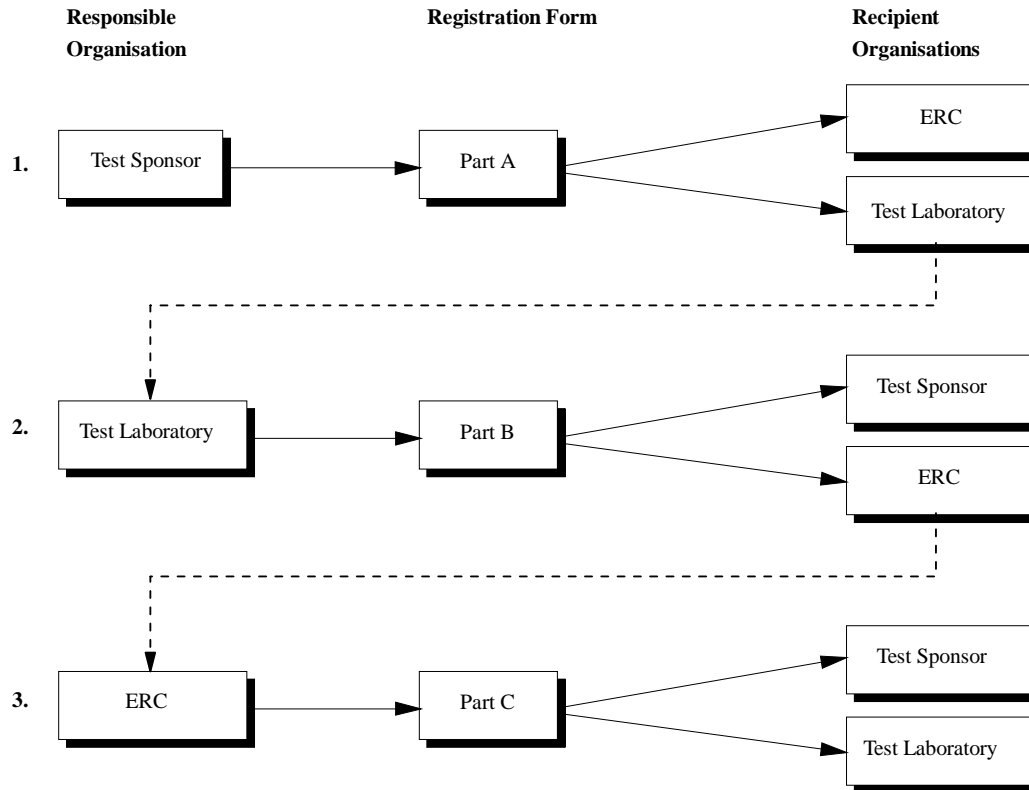 Responsible
Organisation
Registration Form
Recipient
Organisations
1.
Test Sponsor
Part A
ERC
Test Laboratory
2.
Test Laboratory
Part B
Test Sponsor
ERC
3.
ERC
Part C
Test Sponsor
Test Laboratory